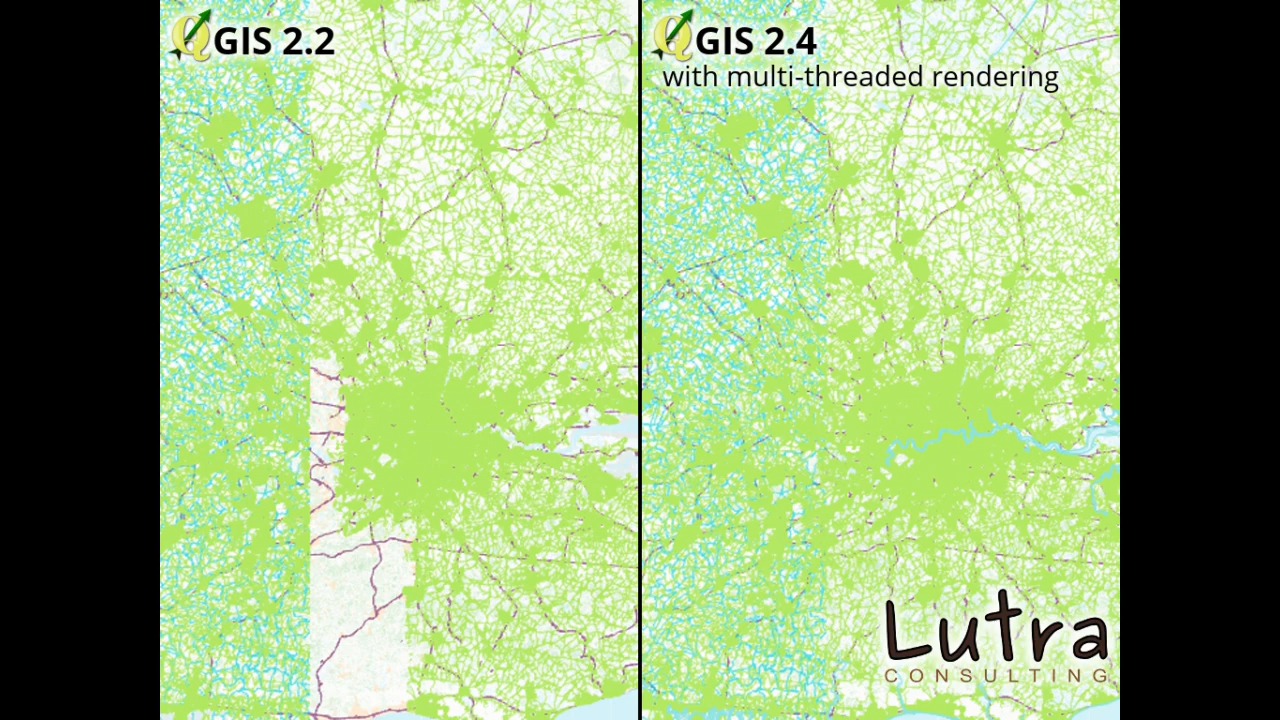 QGIS 2.2
QGIS 2.4
with multi-threaded rendering
Lutra
CONSULTING